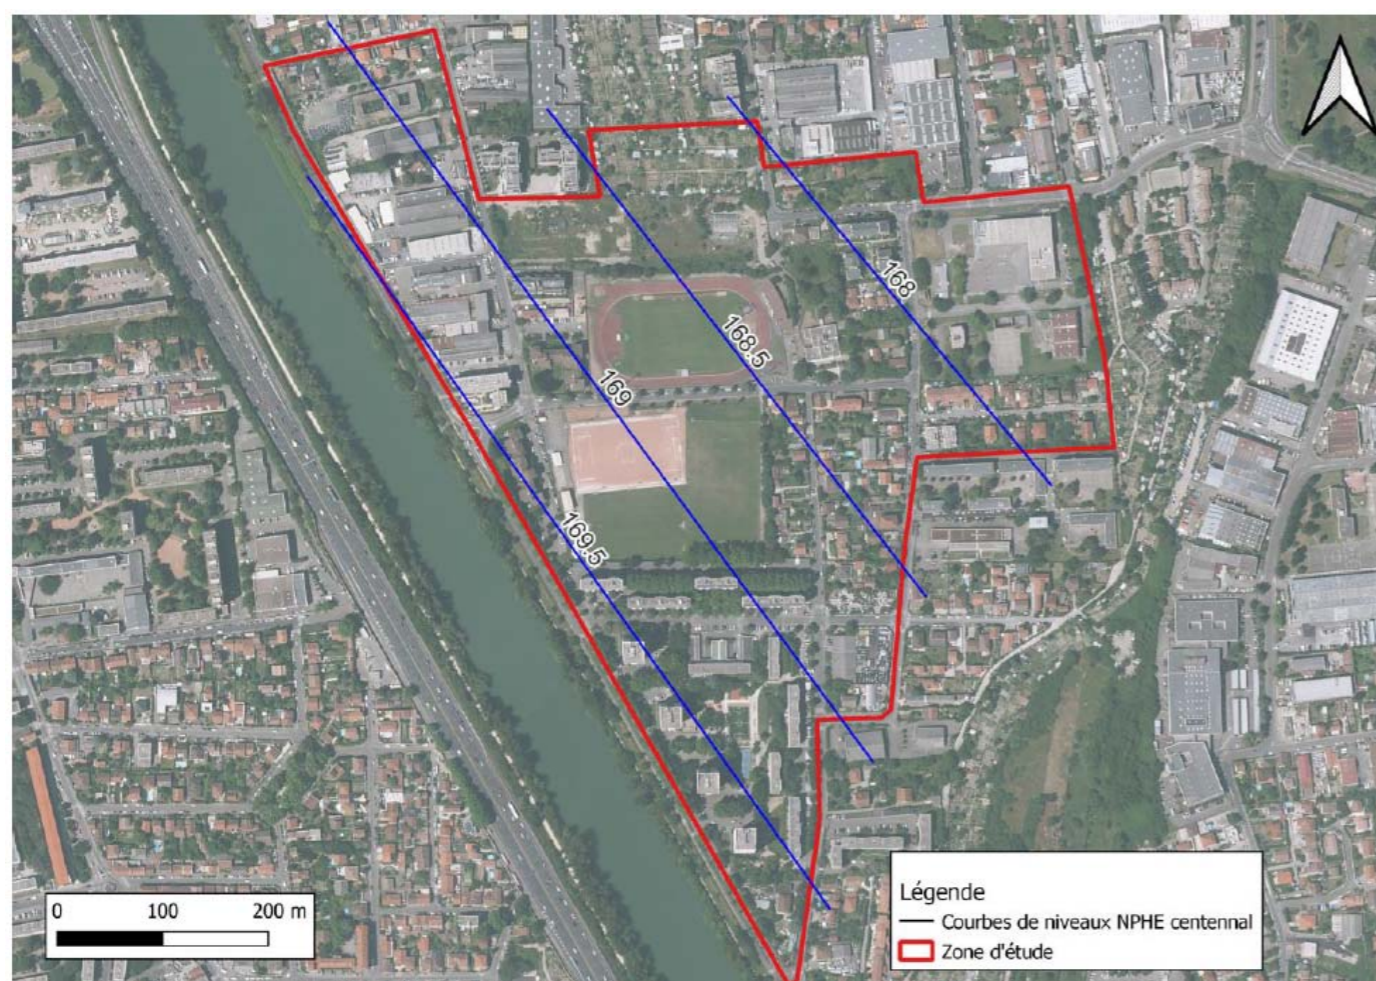 168
168.5
169
169.5
0 100 200 m
Légende
Courbes de niveaux NPHE centennal
Zone d'étude